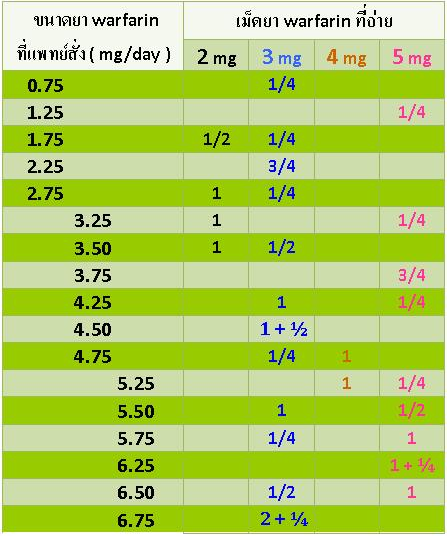 ขนาดยา warfarin
ที่แพทย์สั่ง ( mg/day )
เม็ดยา warfarin ที่จ่าย
2 mg 3 mg 4 mg 5 mg
0.75 1/4
1.25 1/4
1.75 1/2 1/4
2.25 3/4
2.75 1 1/4
3.25 1 1/4
3.50 1 1/2
3.75 3/4
4.25 1 1/4
4.50 1 + ½
4.75 1/4 1
5.25 1 1/4
5.50 1 1/2
5.75 1/4 1
6.25 1 + ¼
6.50 1/2 1
6.75 2 + ¼